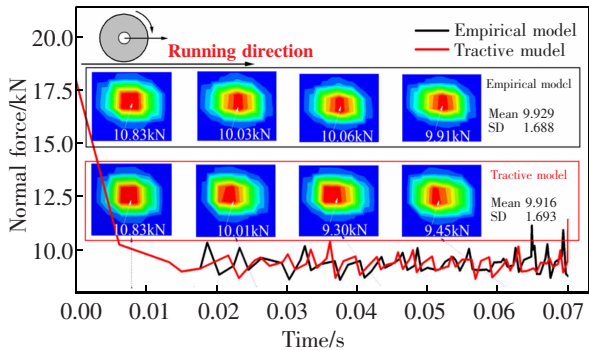 Normal force/kN
20.0
17.5
15.0
12.5
10.0
Running direction
Empirical model
Tractive mudel
10.83kN
10.03kN
10.06kN
9.91kN
Empirical model
Mean 9.929
SD 1.688
10.83kN
10.01kN
9.30kN
9.45kN
Tractive model
Mean 9.916
SD 1.693
0.00 0.01 0.02 0.03 0.04 0.05 0.06 0.07
Time/s